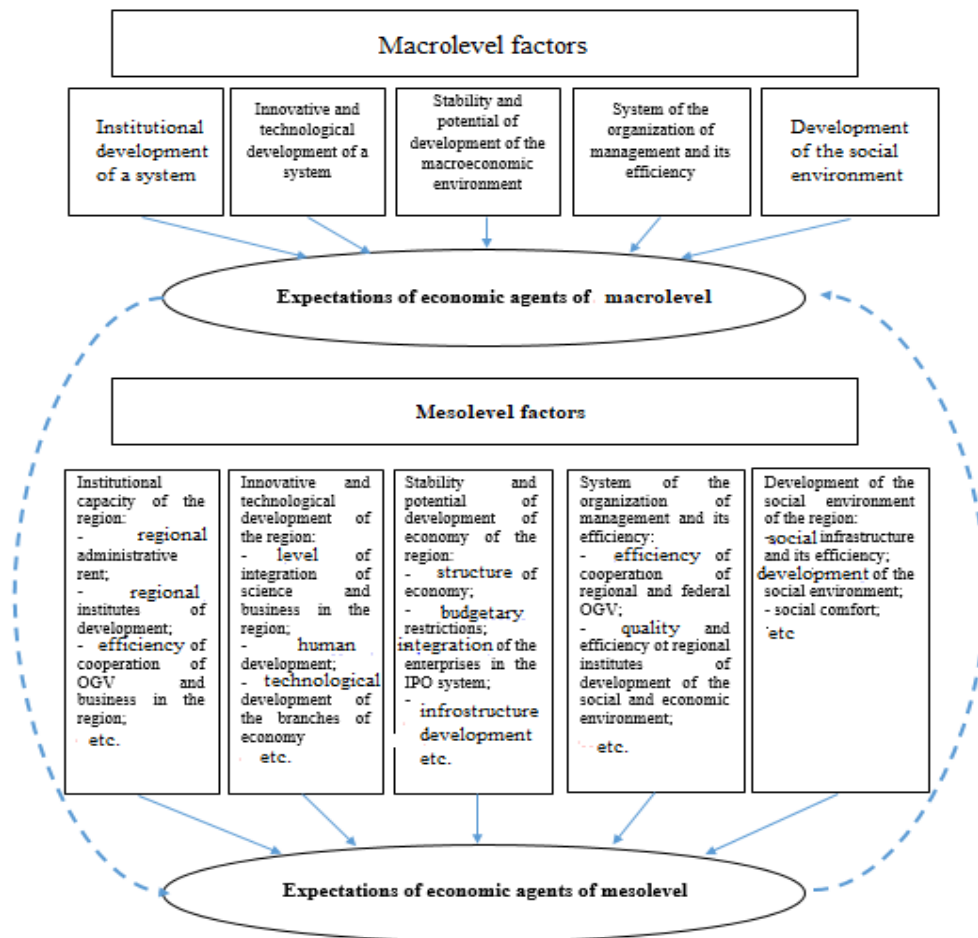 Macrolevel factors
Institutional
development
of a system
Innovative and
technological
development of a
system
Stability and
potential of
development of the
macroeconomic
environment
System of the
organization of
management and its
efficiency
Development
of the social
environment
Expectations of economic agents of macrolevel
Mesolevel factors
Institutional
capacity of the
region:
- regional
administrative
rent;
- regional
institutes of
development;
- efficiency of
cooperation of
OGV and
business in the
region;
etc.
Innovative and
technological
development of
the region:
- level of
integration of
science and
business in the
region;
- human
development;
- technological
development of
the branches of
economy
etc.
Stability and
potential of
development of
economy of the
region:
- structure of
economy;
- budgetary
restrictions;
integration of the
enterprises in the
IPO system;
-
infrostructure
development
etc.
System of the
organization of
management and its
efficiency:
- efficiency of
cooperation of
regional and federal
OGV;
- quality and
efficiency of regional
institutes of
development of the
social and economic
environment;
etc.
Development of the
social environment
of the region:
-social infrastructure
and its efficiency;
development of the
social environment;
- social comfort;
etc
Expectations of economic agents of mesolevel